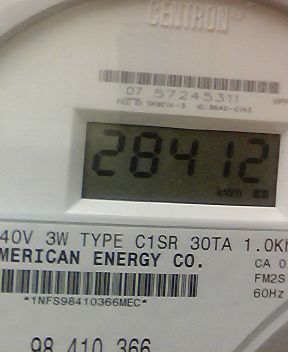 CENTRON
07 57245311
28412
kWh
40V 3W TYPE C1SR 30TA 1.0K
MERICAN ENERGY CO.
CA 0
FM2S
60Hz
*1NFS98410366MEC*
98 410 366